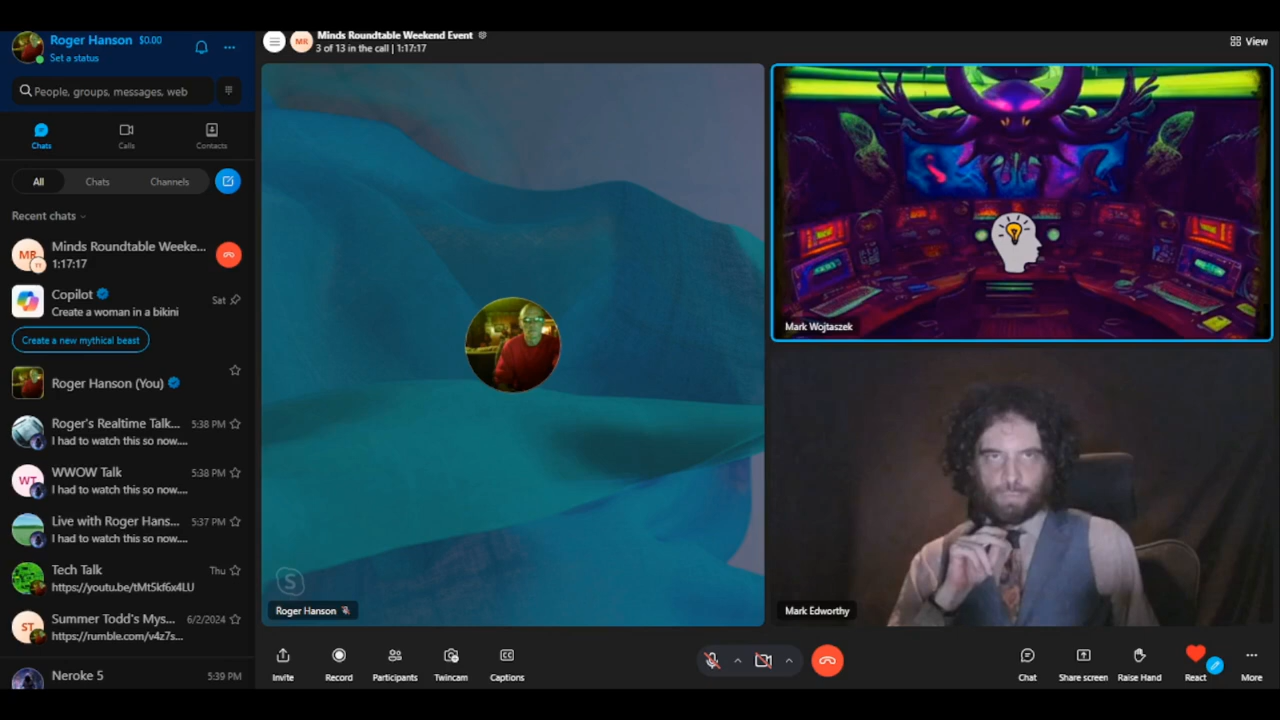 Roger Hanson $0.00
Set a status
People, groups, messages, web
Chats
Calls
Contacts
All
Chats
Channels
Recent chats
MR
Minds Roundtable Weeke...
1:17:17
Copilot
Sat
Create a woman in a bikini
Create a new mythical beast
Roger Hanson (You)
Roger's Realtime Talk...
5:38 PM
I had to watch this so now....
WT
WWOW Talk
5:38 PM
I had to watch this so now....
Live with Roger Hans...
5:37 PM
I had to watch this so now....
Tech Talk
Thu
https://youtu.be/tMtSkf6x4LU
ST
Summer Todd's Mys...
6/2/2024
https://rumble.com/v4z7s...
Neroke 5
5:39 PM
MR
Minds Roundtable Weekend Event
3 of 13 in the call | 1:17:17
View
S
Roger Hanson
Mark Wojtaszek
Mark Edworthy
Invite
Record
Participants
Twincam
CC
Captions
Chat
Share screen
Raise Hand
React
More